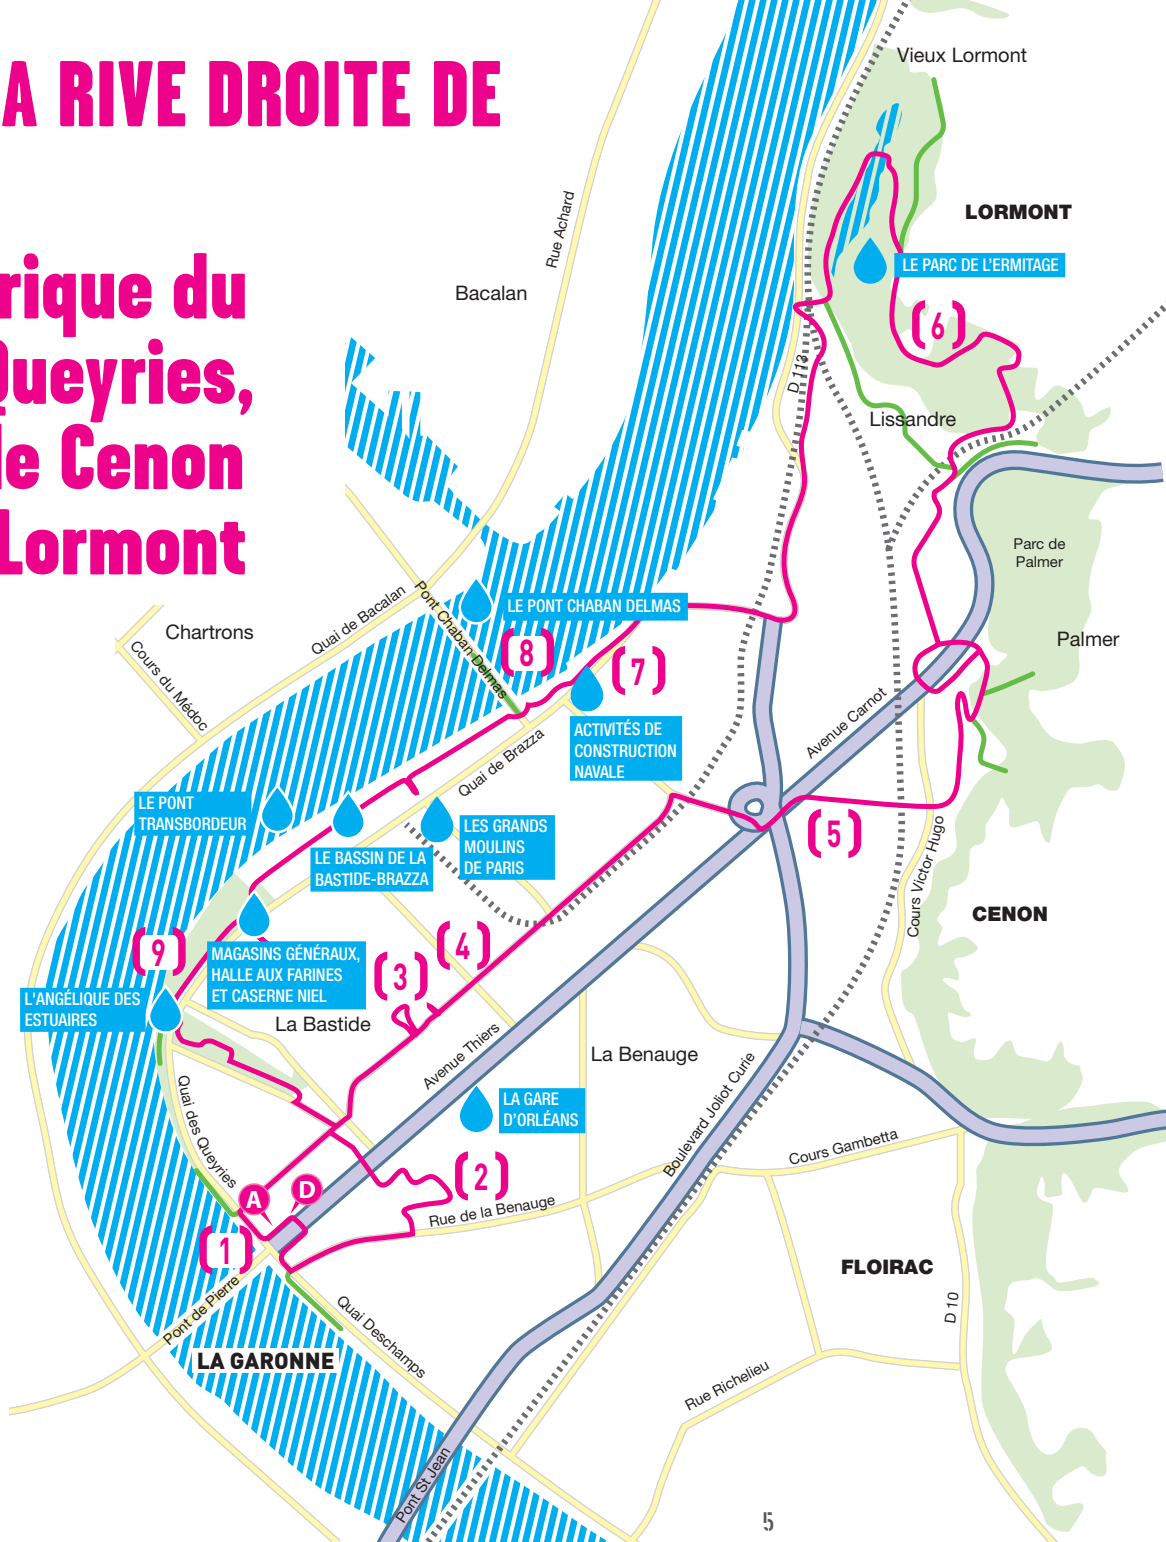 A RIVE DROITE DE
rique du
Queyries,
le Cenon
Lormont
Vieux Lormont
LORMONT
LE PARC DE L'ERMITAGE
(6)
Rue Achard
Bacalan
D 113
Lissandre
Parc de
Palmer
Palmer
Quai de Bacalan
Pont Chaban Delmas
LE PONT CHABAN DELMAS
Chartrons
Cours du Médoc
(8)
(7)
ACTIVITÉS DE
CONSTRUCTION
NAVALE
Avenue Carnot
Quai de Brazza
LE PONT
TRANSBORDEUR
LES GRANDS
MOULINS
DE PARIS
LE BASSIN DE LA
BASTIDE-BRAZZA
(5)
Cours Victor Hugo
CENON
(9)
MAGASINS GÉNÉRAUX,
HALLE AUX FARINES
ET CASERNE NIEL
(4)
(3)
L'ANGÉLIQUE DES
ESTUAIRES
La Bastide
Avenue Thiers
La Benauge
LA GARE
D'ORLÉANS
Boulevard Joliot Curie
Quai des Queyries
Cours Gambetta
(2)
A
D
Rue de la Benauge
(1)
FLOIRAC
D 10
Pont de Pierre
Quai Deschamps
LA GARONNE
Rue Richelieu
Pont St Jean
5